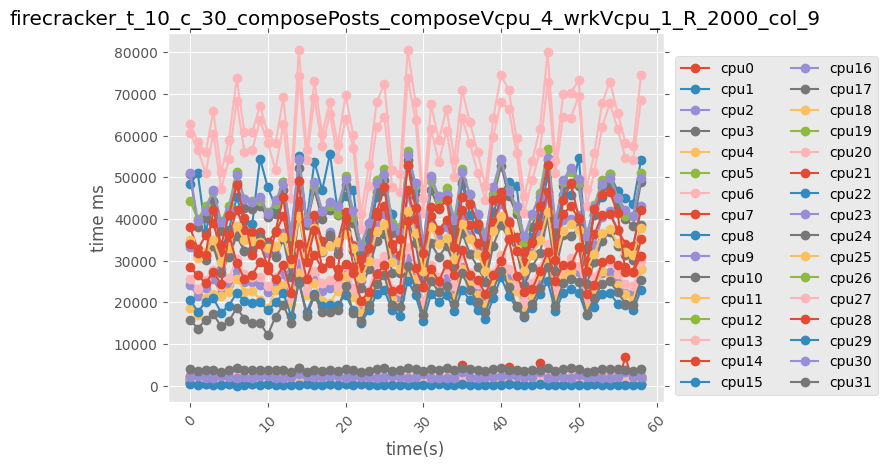 firecracker_t_10_c_30_composePosts_composeVcpu_4_wrkVcpu_1_R_2000_col_9
80000
70000
60000
50000
40000
30000
20000
10000
0
time ms
0
10
20
30
40
50
60
time(s)
cpu0
cpu1
cpu2
cpu3
cpu4
cpu5
cpu6
cpu7
cpu8
cpu9
cpu10
cpu11
cpu12
cpu13
cpu14
cpu15
cpu16
cpu17
cpu18
cpu19
cpu20
cpu21
cpu22
cpu23
cpu24
cpu25
cpu26
cpu27
cpu28
cpu29
cpu30
cpu31